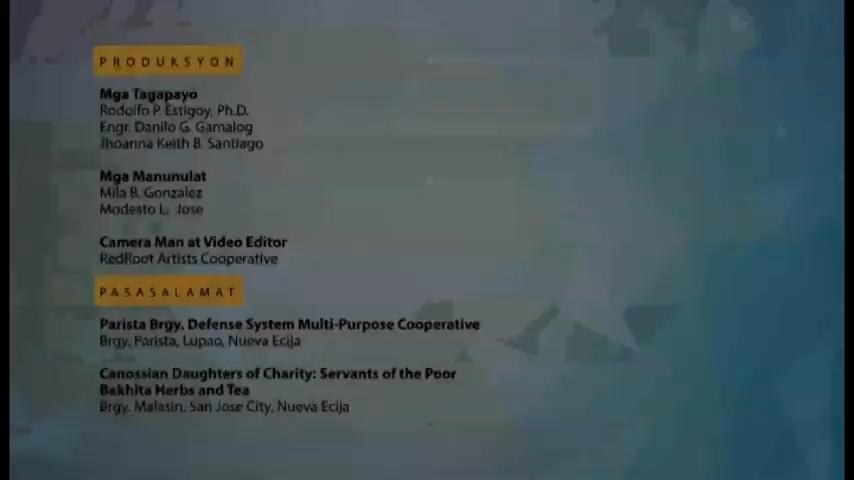 PRODUKSYON
Mga Tagapayo
Rodolfo P. Estigoy, Ph.D.
Engr. Danilo G. Gamalog
Jhoanna Keith B. Santiago
Mga Manunulat
Mila B. Gonzalez
Modesto L. Jose
Camera Man at Video Editor
RedRoot Artists Cooperative
PASASALAMAT
Parista Brgy. Defense System Multi-Purpose Cooperative
Brgy. Parista, Lupao, Nueva Ecija
Canossian Daughters of Charity: Servants of the Poor
Bakhita Herbs and Tea
Brgy. Malasin, San Jose City, Nueva Ecija